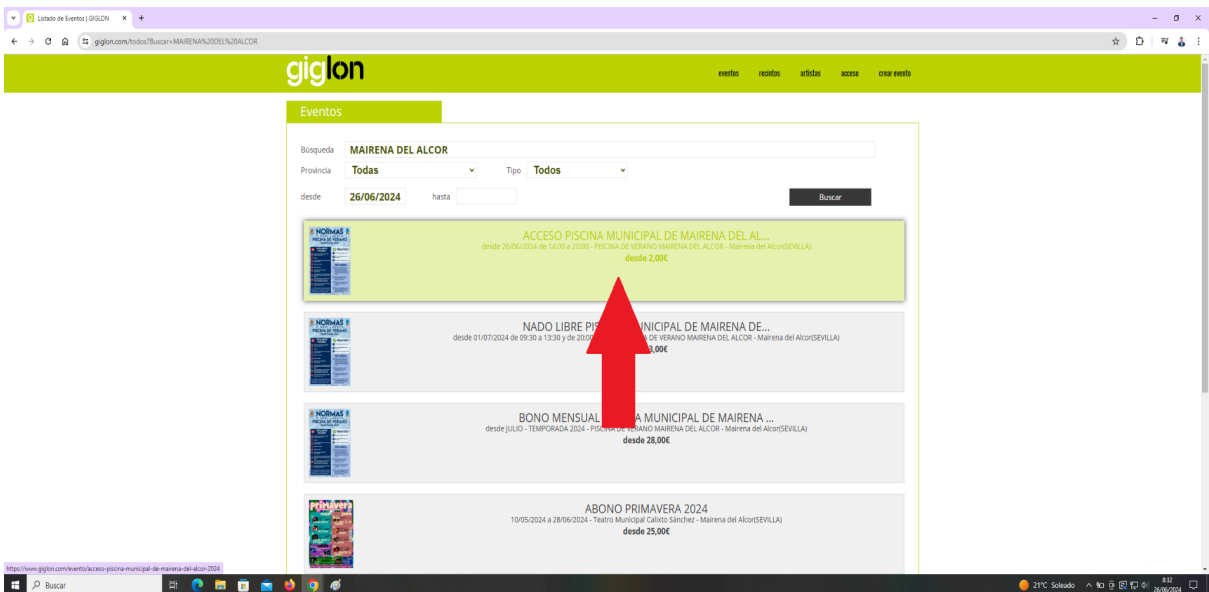 Listado de Eventos | GIGLON
giglon.com/todos?Buscar=MAIRENA%20DEL%20ALCOR
giglon
eventos recintos artistas acceso crear evento
Eventos
Búsqueda MAIRENA DEL ALCOR
Provincia Todas Tipo Todos
desde 26/06/2024 hasta
Buscar
NORMAS
ACCESO PISCINA MUNICIPAL DE MAIRENA DEL AL...
desde 26/06/2024 de 14:00 a 20:00 - PISCINA DE VERANO MAIRENA DEL ALCOR - Mairena del Alcor(SEVILLA)
desde 2,00€
NORMAS
NADO LIBRE PIS NICIPAL DE MAIRENA DE...
desde 01/07/2024 de 09:30 a 13:30 y de 20:00 DE VERANO MAIRENA DEL ALCOR - Mairena del Alcor(SEVILLA)
3,00€
NORMAS
BONO MENSUAL A MUNICIPAL DE MAIRENA ...
desde JULIO - TEMPORADA 2024 - PISCINA DE VERANO MAIRENA DEL ALCOR - Mairena del Alcor(SEVILLA)
desde 28,00€
primavera
ABONO PRIMAVERA 2024
10/05/2024 a 28/06/2024 - Teatro Municipal Calixto Sánchez - Mairena del Alcor(SEVILLA)
desde 25,00€
https://www.giglon.com/evento/acceso-piscina-municipal-de-mairena-del-alcor-2024
Buscar
21°C Soleado
8:32
26/06/2024